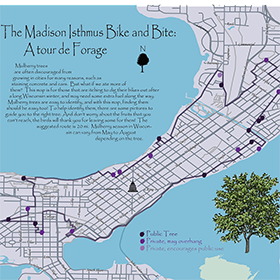 The Madison Isthmus Bike and Bite:
A tour de Forage
N
Mulberry trees
are often discouraged from
growing in cities for many reasons, such as
staining concrete and cars. But what if we ate more of
them? This map is for those that are itching to dig their bikes out after
a long Wisconsin winter, and may need some extra fuel along the way.
Mulberry trees are easy to identify, and with this map, finding them
should be easy too! To help identify them, there are some pictures to
guide you to the right tree. And don't worry about the fruits that you
can't reach, the birds will thank you for leaving some for them! The
suggested route is 20 mi. Mulberry season in Wiscon-
sin can vary from May to August
depending on the tree.
Public Tree
Private, may overhang
Private, encourages public use